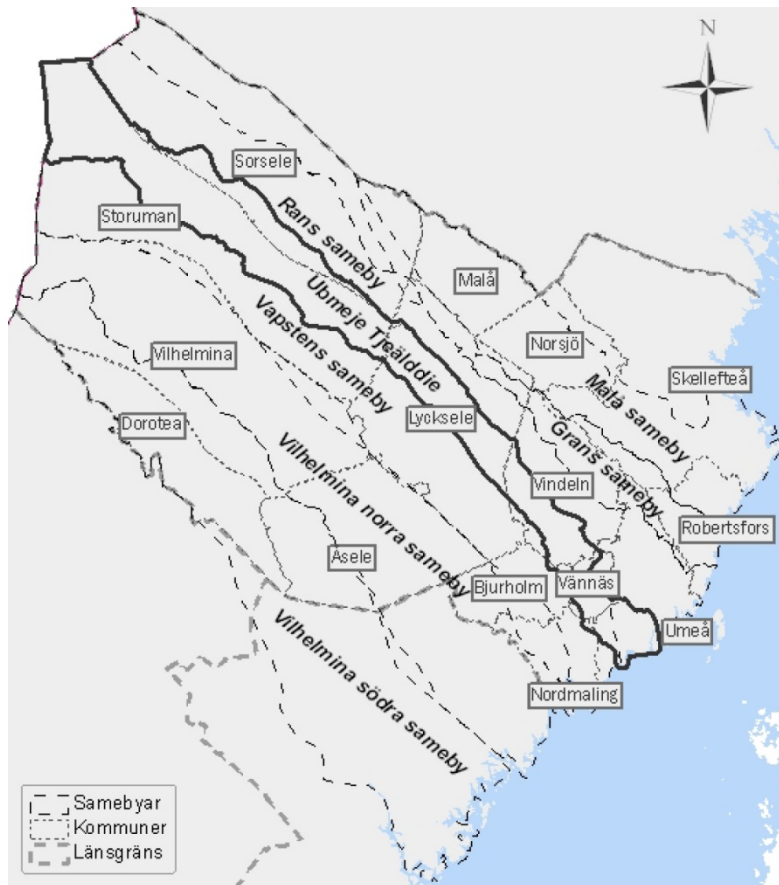 N
Sorsele
Storuman
Rans sameby
Malå
Ubmeje Tjeälddie
Vapstens sameby
Norsjö
Vilhelmina
Skellefteå
Malå sameby
Lycksele
Dorotea
Grans sameby
Vilhelmina norra sameby
Vindeln
Robertsfors
Åsele
Bjurholm
Vännäs
Umeå
Vilhelmina södra sameby
Nordmaling
Samebyar
Kommuner
Länsgräns